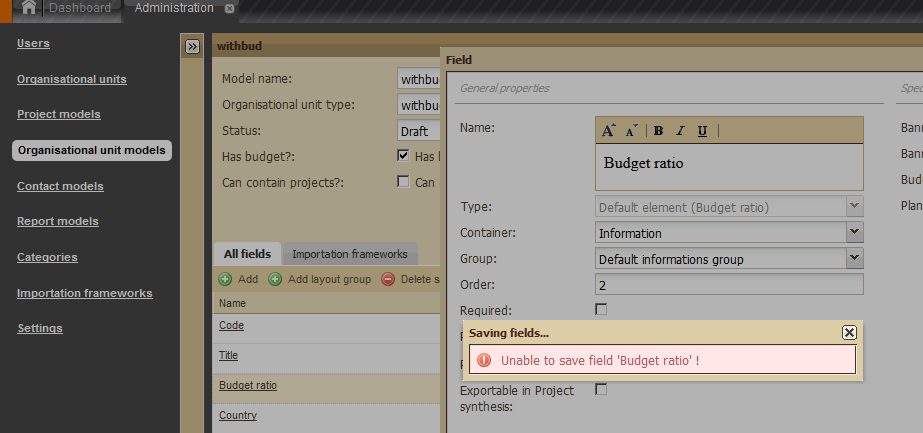 Dashboard
Administration
Users
Organisational units
Project models
Organisational unit models
Contact models
Report models
Categories
Importation frameworks
Settings
withbud
Model name:
withbu
Organisational unit type:
withbu
Status:
Draft
Has budget?:
Has
Can contain projects?:
Can
All fields
Importation frameworks
Add
Add layout group
Delete s
Name
Code
Title
Budget ratio
Country
Field
General properties
Name:
A A B I U
Budget ratio
Type:
Default element (Budget ratio)
Container:
Information
Group:
Default informations group
Order:
2
Required:
Saving fields...
Unable to save field 'Budget ratio' !
Exportable in Project
synthesis:
Spec
Bann
Bann
Bud
Plan